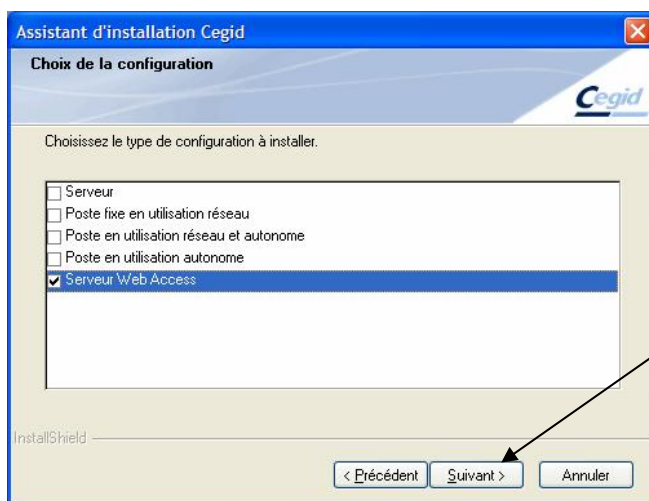 Assistant d'installation Cegid
Choix de la configuration
Cegid
Choisissez le type de configuration à installer.
Serveur
Poste fixe en utilisation réseau
Poste en utilisation réseau et autonome
Poste en utilisation autonome
Serveur Web Access
InstallShield
< Précédent Suivant > Annuler